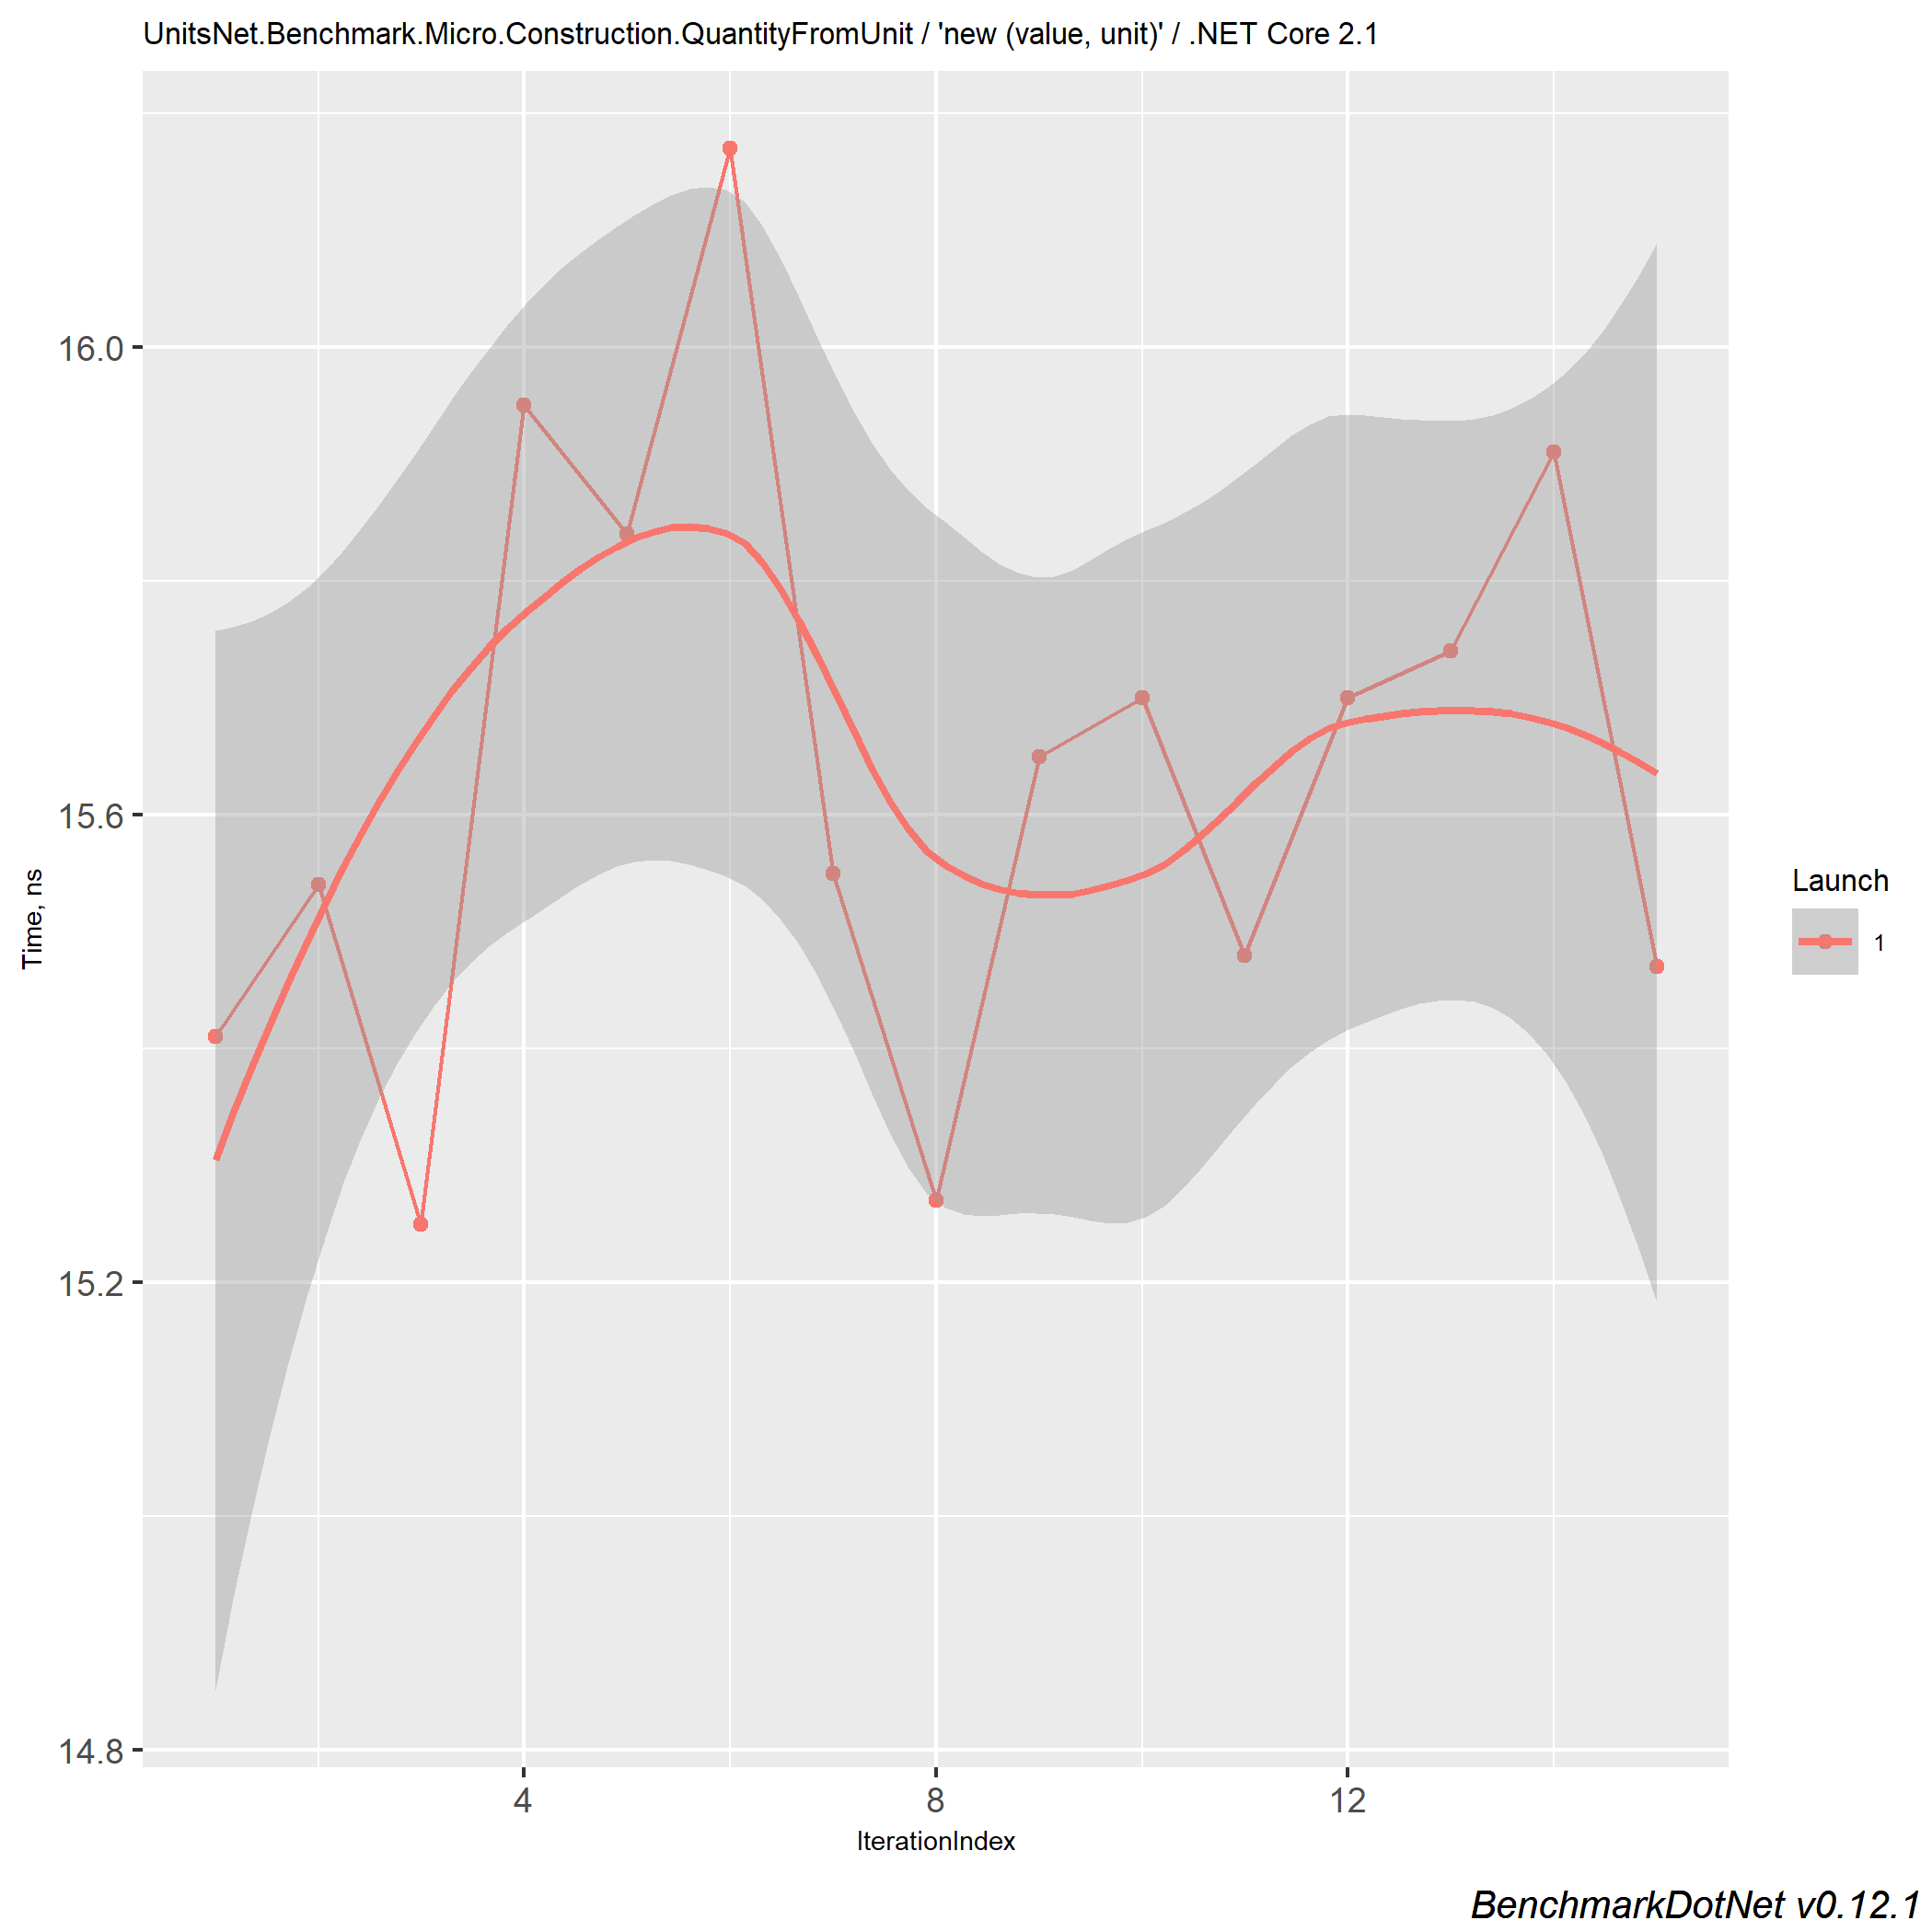 UnitsNet.Benchmark.Micro.Construction.QuantityFromUnit / 'new (value, unit)' / .NET Core 2.1
16.0
15.6
15.2
14.8
Time, ns
4 8 12
IterationIndex
Launch
1
BenchmarkDotNet v0.12.1